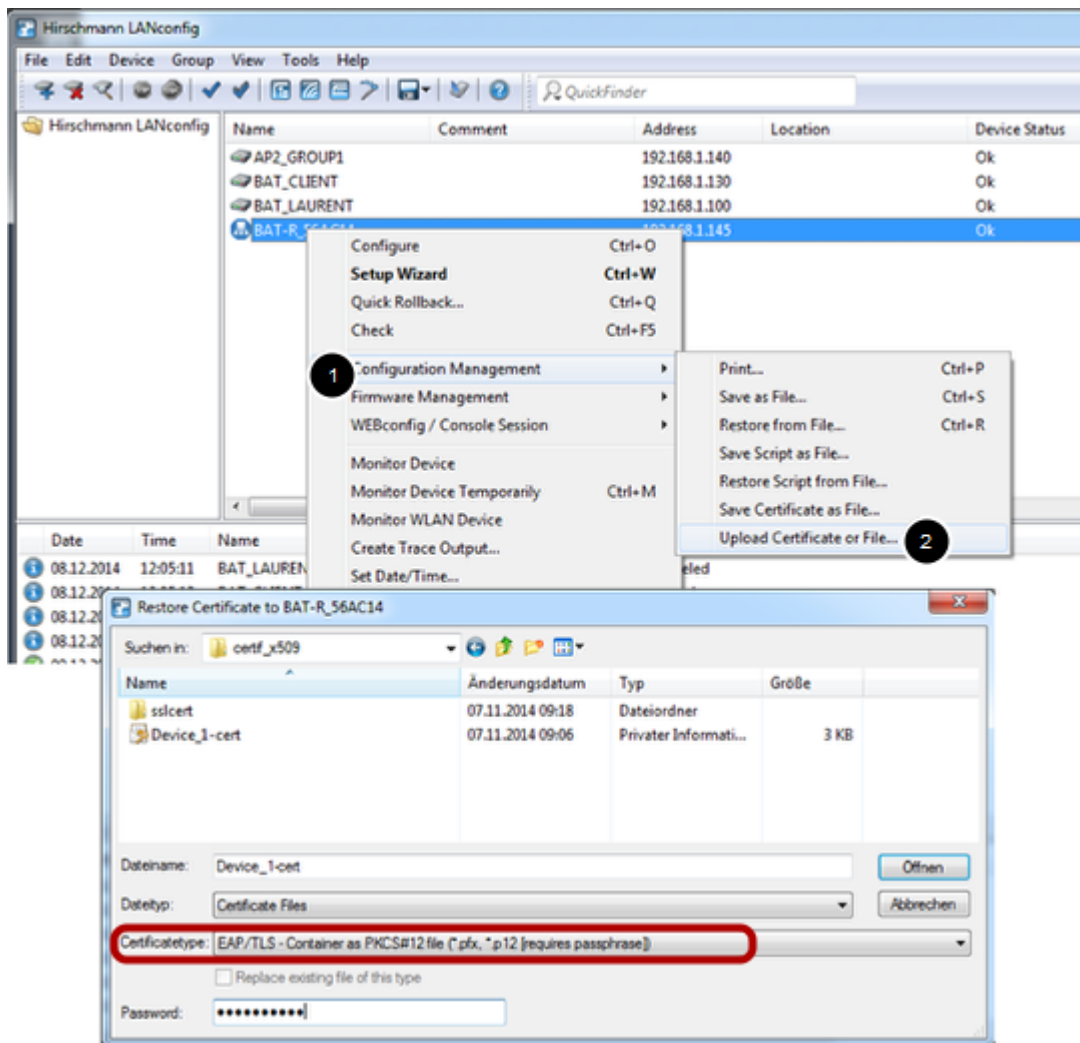 Hirschmann LANconfig
File Edit Device Group View Tools Help
QuickFinder
Hirschmann LANconfig
Name Comment Address Location Device Status
AP2_GROUP1 192.168.1.140 Ok
BAT_CLIENT 192.168.1.130 Ok
BAT_LAURENT 192.168.1.100 Ok
BAT-R_56AC14 192.168.1.145 Ok
Configure Ctrl+O
Setup Wizard Ctrl+W
Quick Rollback... Ctrl+Q
Check Ctrl+F5
1
Configuration Management
Firmware Management
WEBconfig / Console Session
Monitor Device
Monitor Device Temporarily Ctrl+M
Monitor WLAN Device
Create Trace Output...
Set Date/Time...
Print... Ctrl+P
Save as File... Ctrl+S
Restore from File... Ctrl+R
Save Script as File...
Restore Script from File...
Save Certificate as File...
Upload Certificate or File...
2
Date Time Name
08.12.2014 12:05:11 BAT_LAUREN eled
08.12.201
08.12.20
08.12.20
Restore Certificate to BAT-R_56AC14
Suchen in: certif_x509
Name Änderungsdatum Typ Größe
sslcert 07.11.2014 09:18 Dateiordner
Device_1-cert 07.11.2014 09:06 Privater Informati... 3 KB
Dateiname: Device_1-cert Öffnen
Dateityp: Certificate Files Abbrechen
Certificatetype: EAP/TLS - Container as PKCS#12 file (*.pfx, *.p12 [requires passphrase])
Replace existing file of this type
Password: ••••••••••